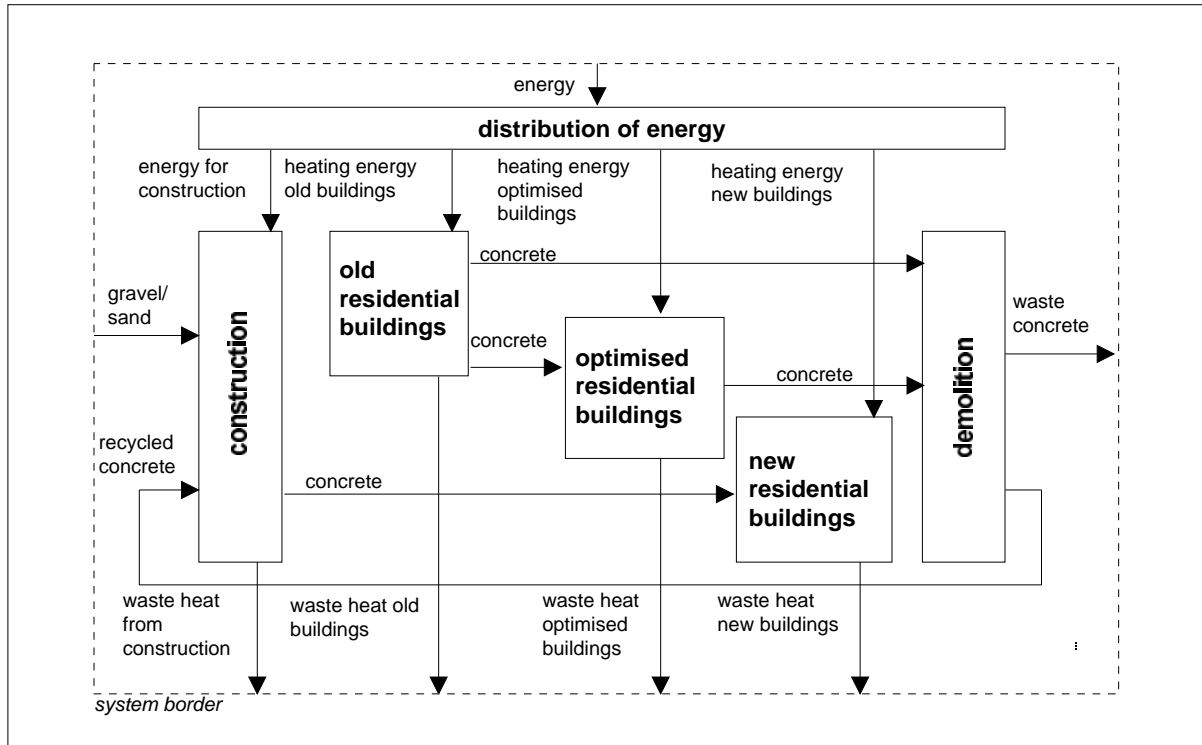 energy
distribution of energy
energy for
construction
heating energy
old buildings
heating energy
optimised
buildings
heating energy
new buildings
old
residential
buildings
concrete
gravel/
sand
construction
concrete
optimised
residential
buildings
concrete
demolition
waste
concrete
recycled
concrete
concrete
new
residential
buildings
waste heat
from
construction
waste heat old
buildings
waste heat
optimised
buildings
waste heat
new buildings
system border